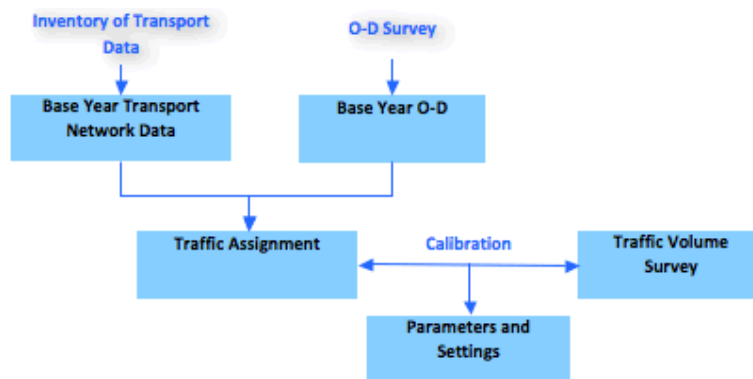 Inventory of Transport
Data
O-D Survey
Base Year Transport
Network Data
Base Year O-D
Traffic Assignment
Calibration
Traffic Volume
Survey
Parameters and
Settings